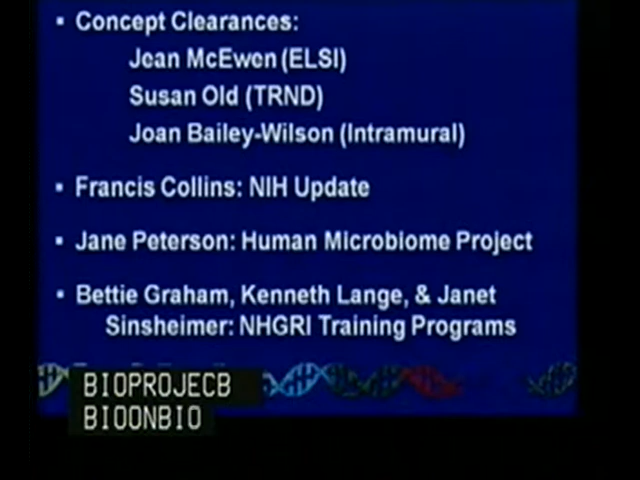 ▪ Concept Clearances:
Jean McEwen (ELSI)
Susan Old (TRND)
Joan Bailey-Wilson (Intramural)
▪ Francis Collins: NIH Update
▪ Jane Peterson: Human Microbiome Project
▪ Bettie Graham, Kenneth Lange, & Janet
Sinsheimer: NHGRI Training Programs
BIOPROJECB
BIOONBIO